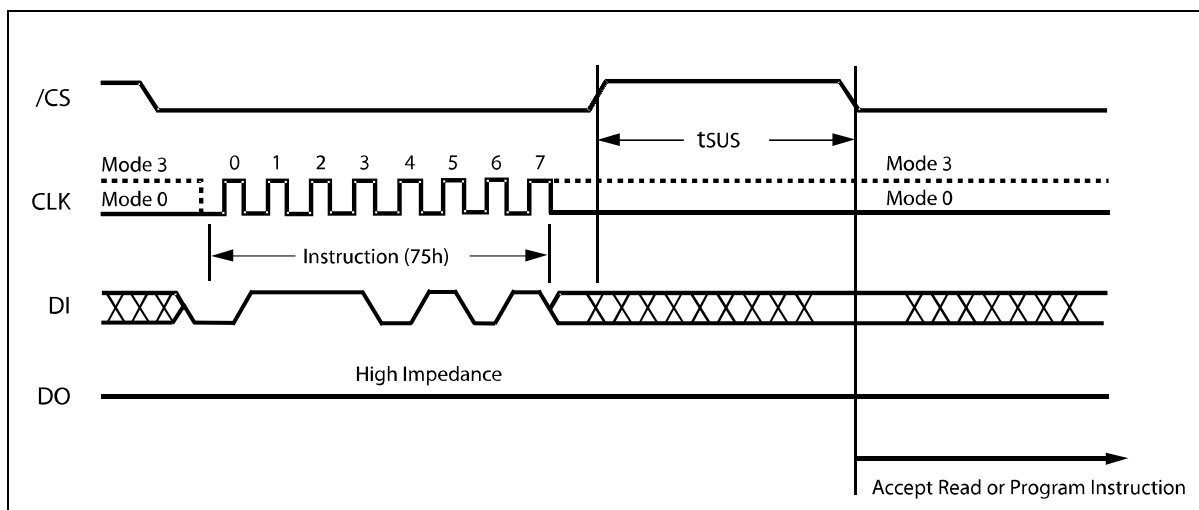 /CS
tSUS
Mode 3 0 1 2 3 4 5 6 7 Mode 3
CLK Mode 0 Mode 0
Instruction (75h)
DI
High Impedance
DO
Accept Read or Program Instruction